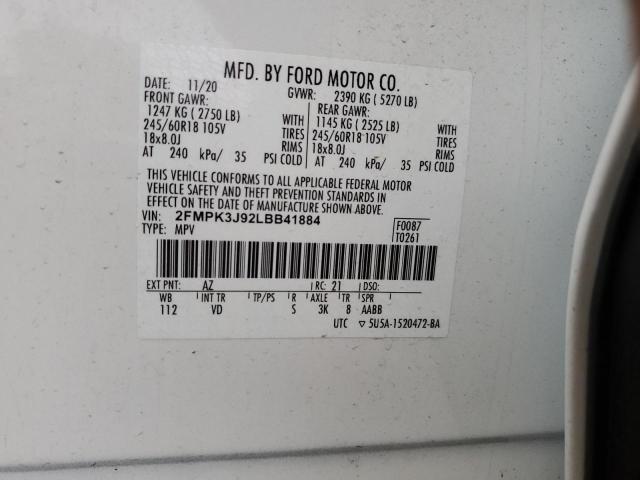 MFD. BY FORD MOTOR CO.
DATE: 11/20 GVWR: 2390 KG ( 5270 LB)
FRONT GAWR: REAR GAWR:
1247 KG ( 2750 LB) WITH 1145 KG ( 2525 LB) WITH
245/60R18 105V TIRES 245/60R18 105V TIRES
18x8.0J RIMS 18x8.0J RIMS
AT 240 kPa/ 35 PSI COLD AT 240 kPa/ 35 PSI COLD
THIS VEHICLE CONFORMS TO ALL APPLICABLE FEDERAL MOTOR
VEHICLE SAFETY AND THEFT PREVENTION STANDARDS IN
EFFECT ON THE DATE OF MANUFACTURE SHOWN ABOVE.
VIN: 2FMPK3J92LBB41884 F0087
TYPE: MPV T0261
EXT PNT: AZ RC: 21 DSO:
WB INT TR TP/PS R AXLE TR SPR
112 VD S 3K 8 AABB
UTC ▽ 5U5A-1520472-BA